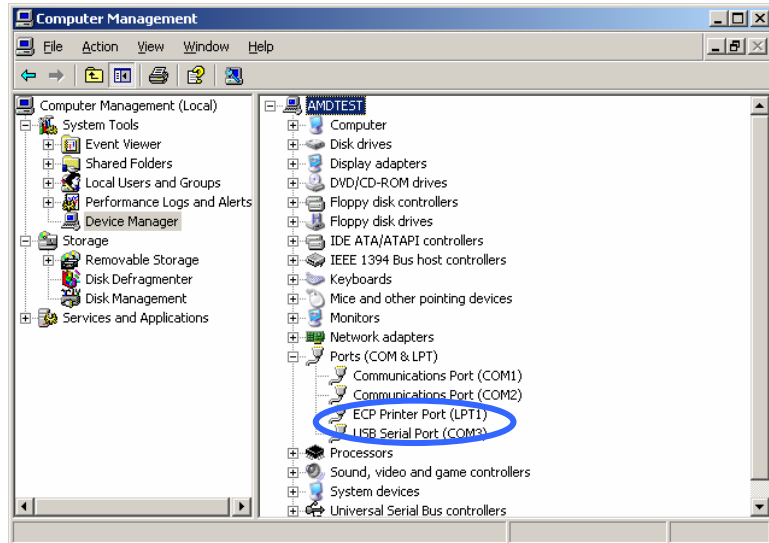 Computer Management
File Action View Window Help
Computer Management (Local)
System Tools
Event Viewer
Shared Folders
Local Users and Groups
Performance Logs and Alerts
Device Manager
Storage
Removable Storage
Disk Defragmenter
Disk Management
Services and Applications
AMDTEST
Computer
Disk drives
Display adapters
DVD/CD-ROM drives
Floppy disk controllers
Floppy disk drives
IDE ATA/ATAPI controllers
IEEE 1394 Bus host controllers
Keyboards
Mice and other pointing devices
Monitors
Network adapters
Ports (COM & LPT)
Communications Port (COM1)
Communications Port (COM2)
ECP Printer Port (LPT1)
USB Serial Port (COM3)
Processors
Sound, video and game controllers
System devices
Universal Serial Bus controllers